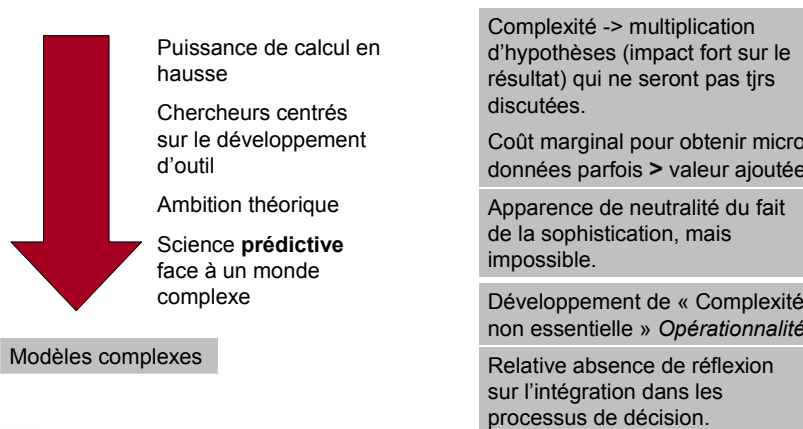 Puissance de calcul en
hausse
Chercheurs centrés
sur le développement
d’outil
Ambition théorique
Science prédictive
face à un monde
complexe
Modèles complexes
Complexité -> multiplication
d’hypothèses (impact fort sur le
résultat) qui ne seront pas tjrs
discutées.
Coût marginal pour obtenir micro
données parfois > valeur ajoutée
Apparence de neutralité du fait
de la sophistication, mais
impossible.
Développement de « Complexité
non essentielle » Opérationnalité
Relative absence de réflexion
sur l’intégration dans les
processus de décision.